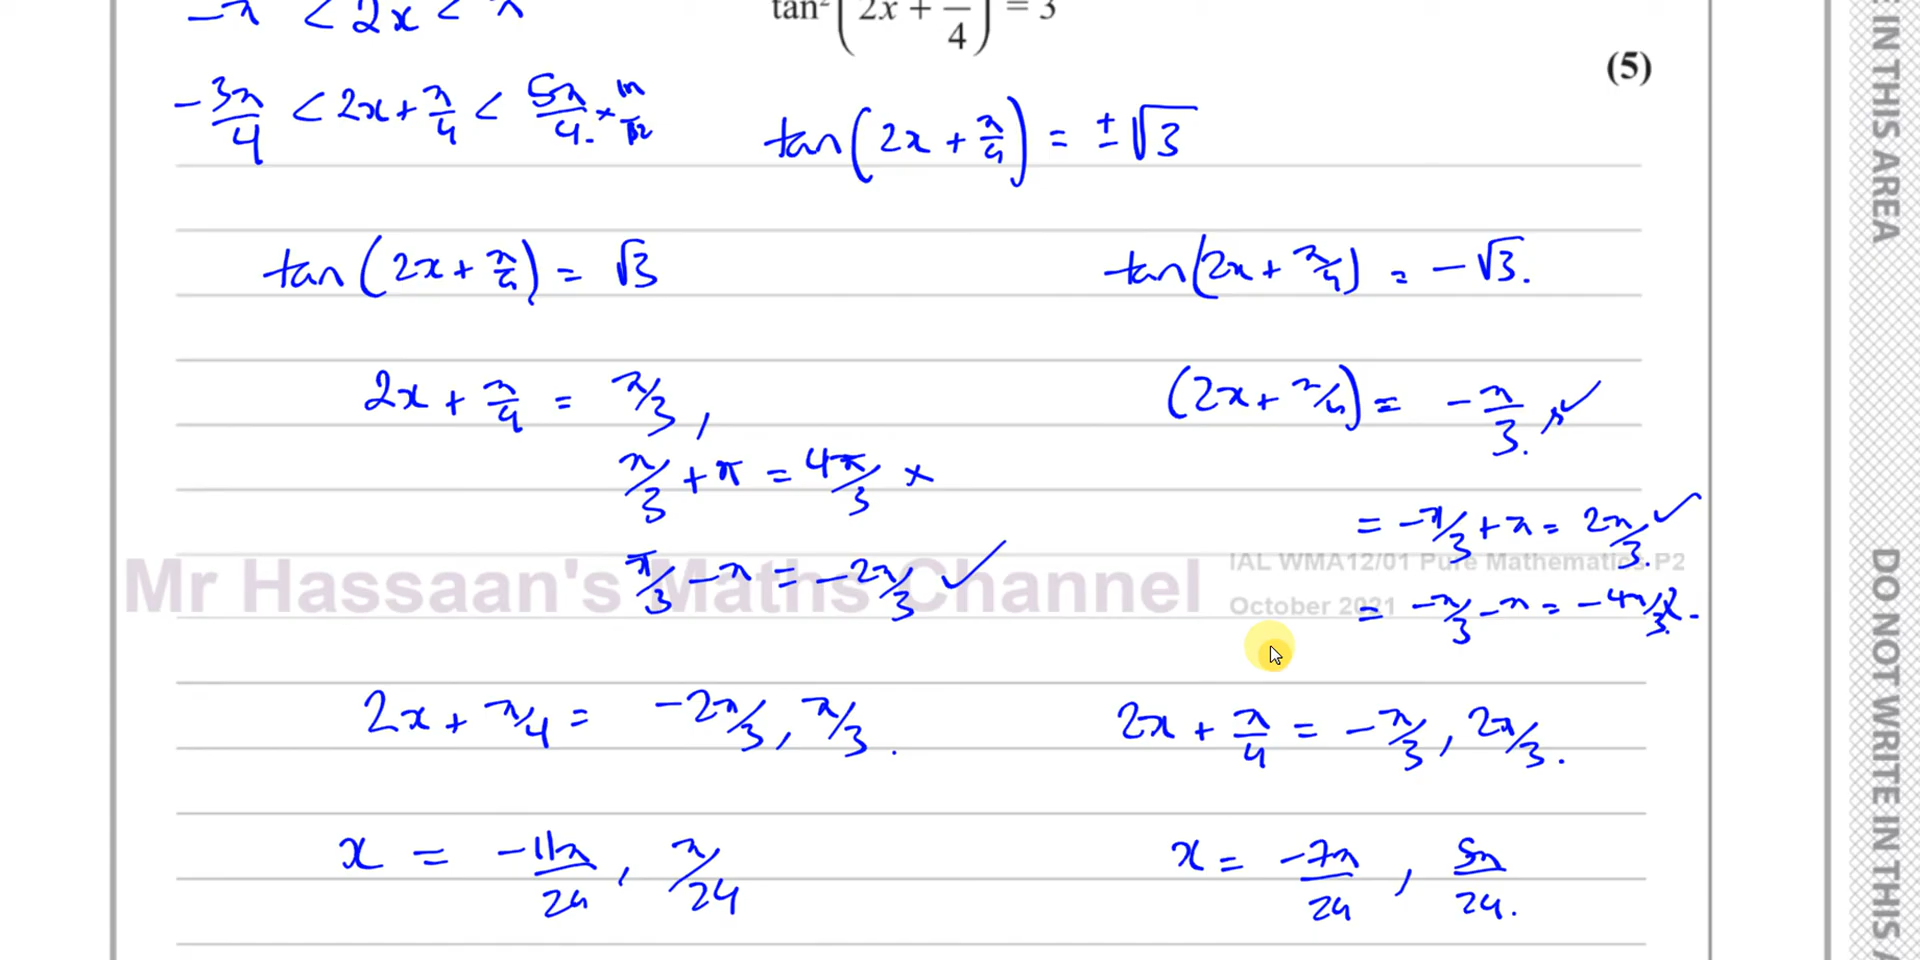 -π < 2x < π
tan²(2x + π/4) = 3
(5)
-3π/4 < 2x + π/4 < 5π/4 ×
tan(2x + π/4) = ±√3
tan(2x + π/4) = √3
tan(2x + π/4) = -√3.
2x + π/4 = π/3,
(2x + π/4) = -π/3. ✓
π/3 + π = 4π/3 ×
= -π/3 + π = 2π/3. ✓
π/3 - π = -2π/3 ✓
= -π/3 - π = -4π/3.
Mr Hassaan's Maths Channel
IAL WMA12/01 Pure Mathematics P2
October 2021
2x + π/4 = -2π/3, π/3.
2x + π/4 = -π/3, 2π/3.
x = -11π/24, π/24
x = -7π/24, 5π/24.
IN THIS AREA
DO NOT WRITE IN THIS A